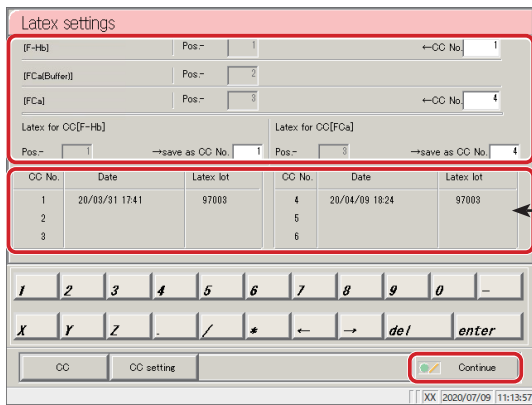 Latex settings
[F-Hb] Pos.- 1 ←CC No. 1
[FCa(Buffer)] Pos.- 2
[FCa] Pos.- 3 ←CC No. 4
Latex for CC[F-Hb] Latex for CC[FCa]
Pos.- 1 →save as CC No. 1 Pos.- 3 →save as CC No. 4
CC No. Date Latex lot CC No. Date Latex lot
1 20/03/31 17:41 97003 4 20/04/09 18:24 97003
2 5
3 6
1 2 3 4 5 6 7 8 9 0 -
X Y Z . / * ← → del enter
CC CC setting Continue
XX 2020/07/09 11:13:57